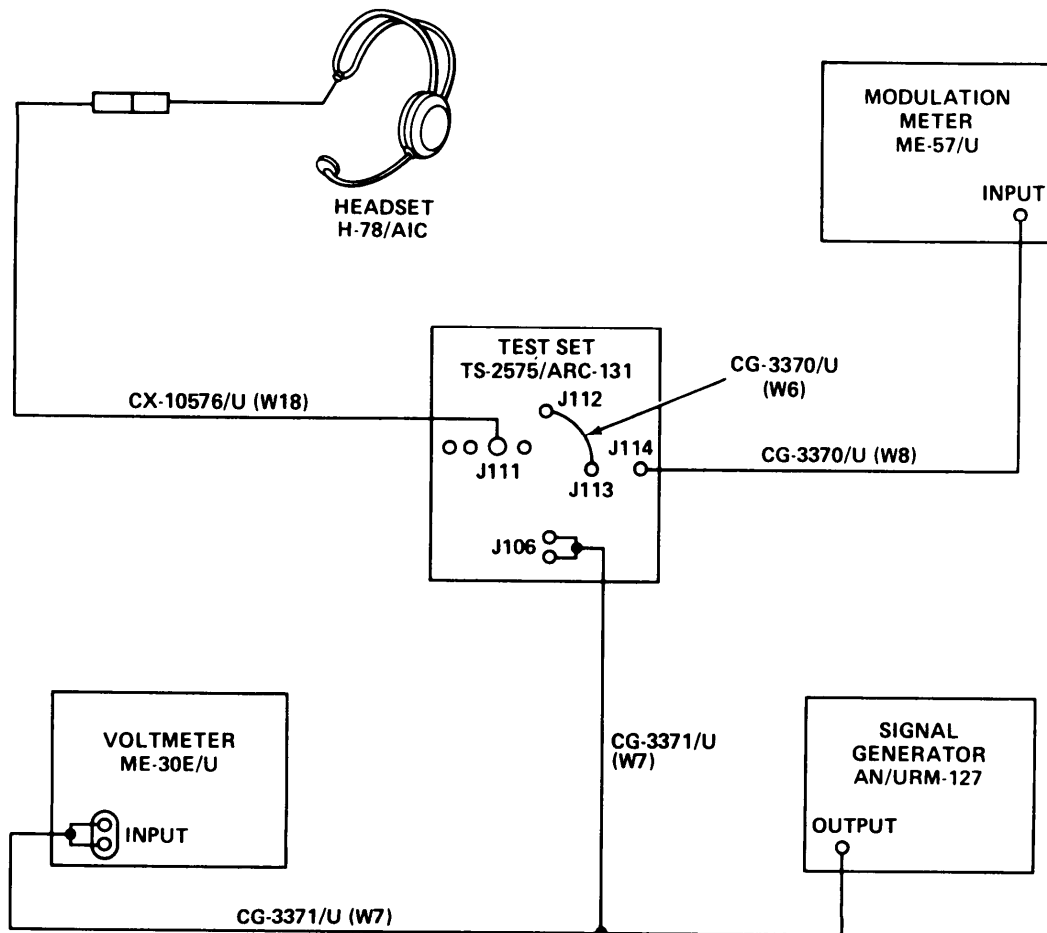 HEADSET
H-78/AIC
MODULATION
METER
ME-57/U
INPUT
TEST SET
TS-2575/ARC-131
CG-3370/U
(W6)
J112
CX-10576/U (W18)
J111
J114
CG-3370/U (W8)
J113
J106
CG-3371/U
(W7)
VOLTMETER
ME-30E/U
INPUT
SIGNAL
GENERATOR
AN/URM-127
OUTPUT
CG-3371/U (W7)